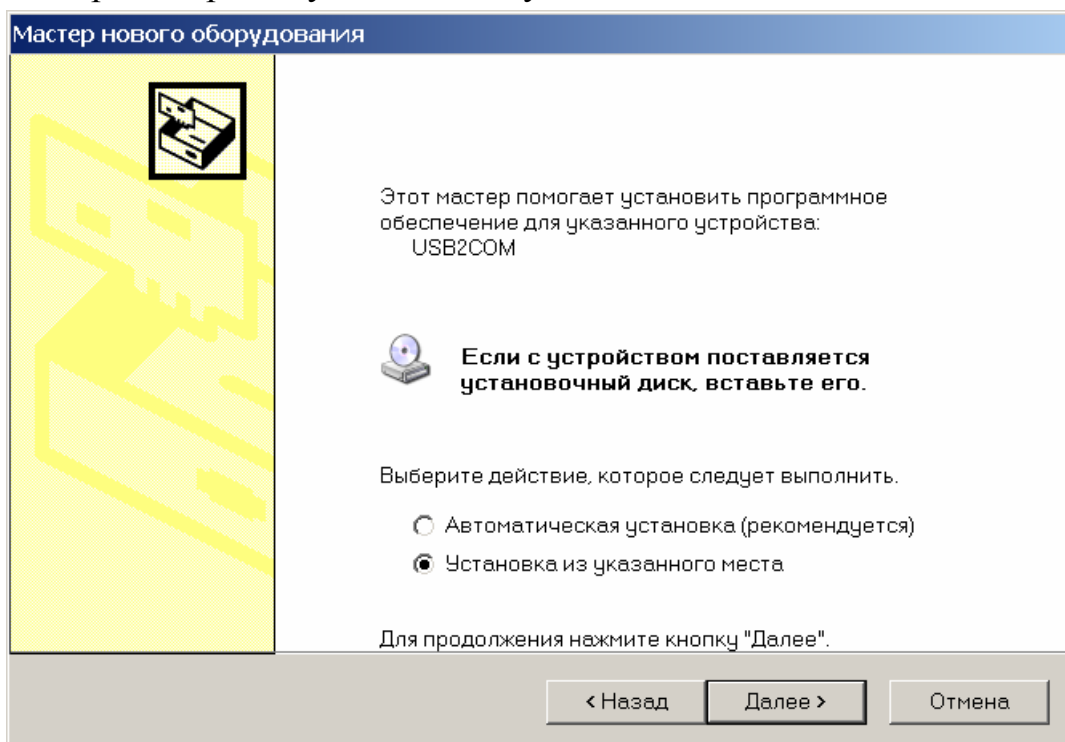 Мастер нового оборудования
Этот мастер помогает установить программное
обеспечение для указанного устройства:
USB2COM
Если с устройством поставляется
установочный диск, вставьте его.
Выберите действие, которое следует выполнить.
Автоматическая установка (рекомендуется)
Установка из указанного места
Для продолжения нажмите кнопку "Далее".
< Назад
Далее >
Отмена